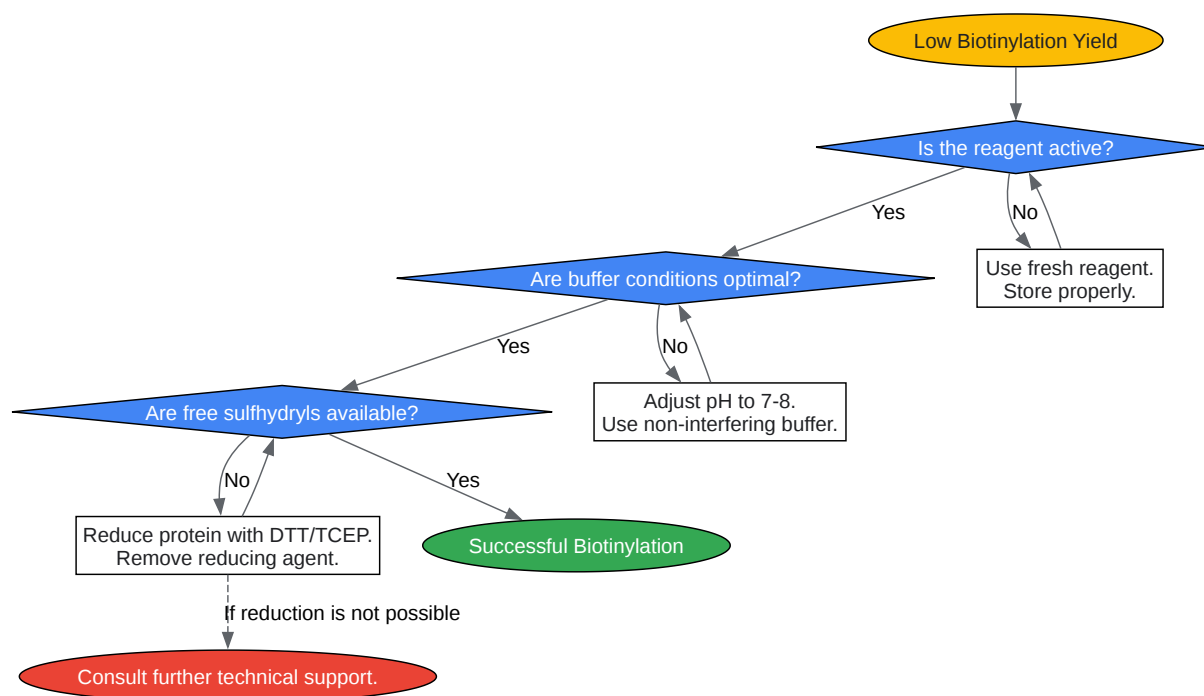 Low Biotinylation Yield
Is the reagent active?
Yes
No
Use fresh reagent.
Store properly.
Are buffer conditions optimal?
Yes
No
Adjust pH to 7-8.
Use non-interfering buffer.
Are free sulfhydryls available?
No
Yes
Reduce protein with DTT/TCEP.
Remove reducing agent.
Successful Biotinylation
If reduction is not possible
Consult further technical support.